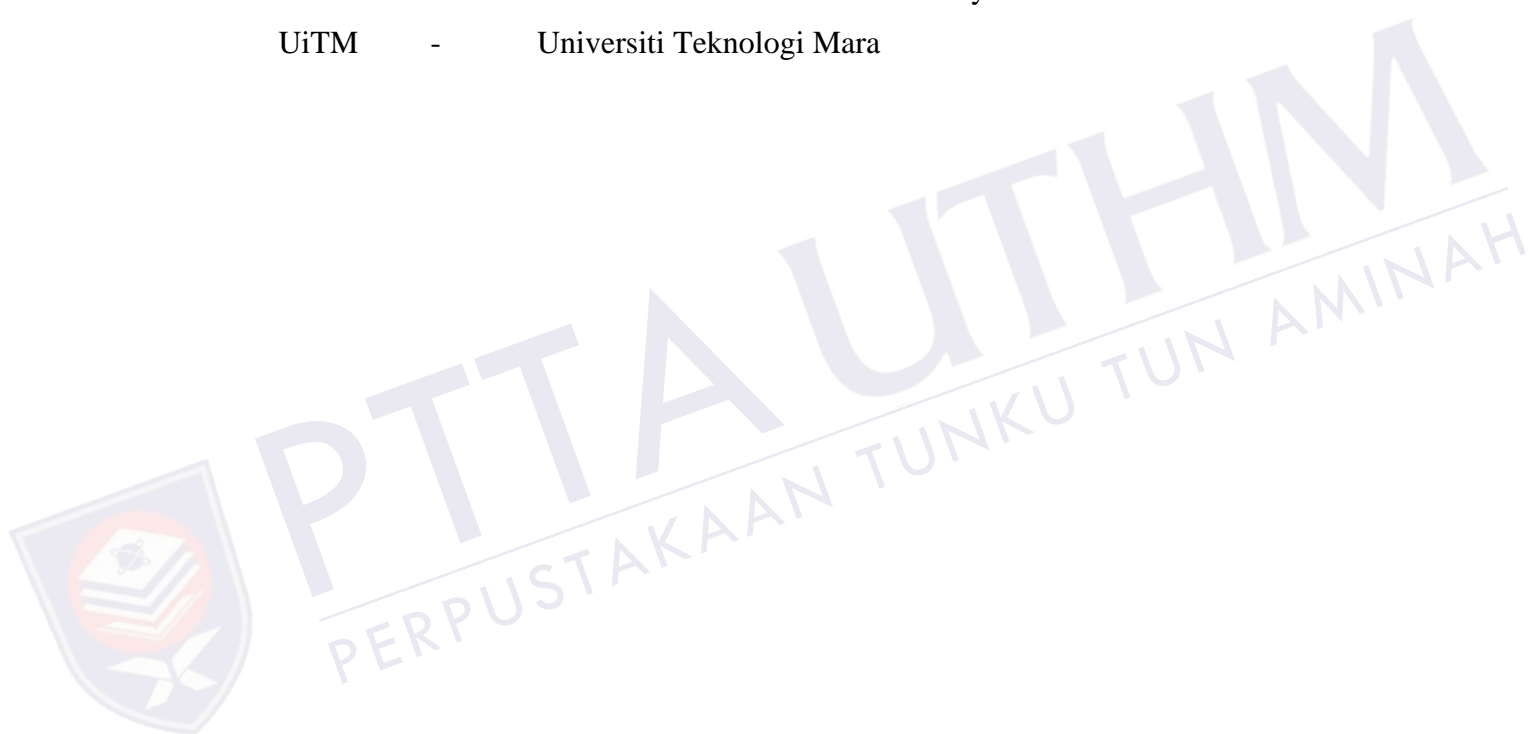 UiTM - Universiti Teknologi Mara
PTTA UTHM
PERPUSTAKAAN TUNKU TUN AMINAH